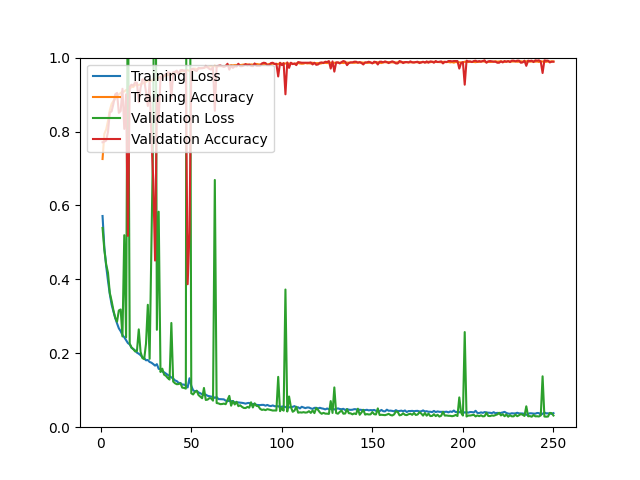 1.0
0.8
0.6
0.4
0.2
0.0
Training Loss
Training Accuracy
Validation Loss
Validation Accuracy
0 50 100 150 200 250